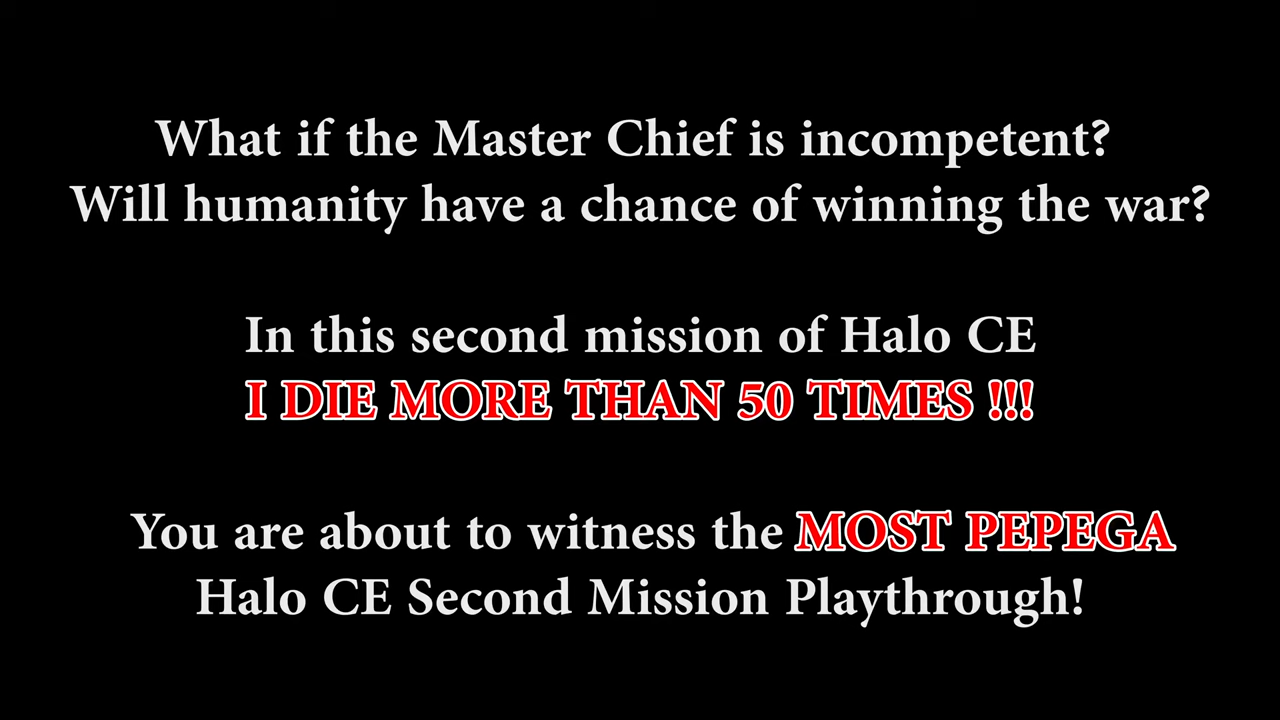 What if the Master Chief is incompetent?
Will humanity have a chance of winning the war?
In this second mission of Halo CE
I DIE MORE THAN 50 TIMES !!!
You are about to witness the MOST PEPEGA
Halo CE Second Mission Playthrough!